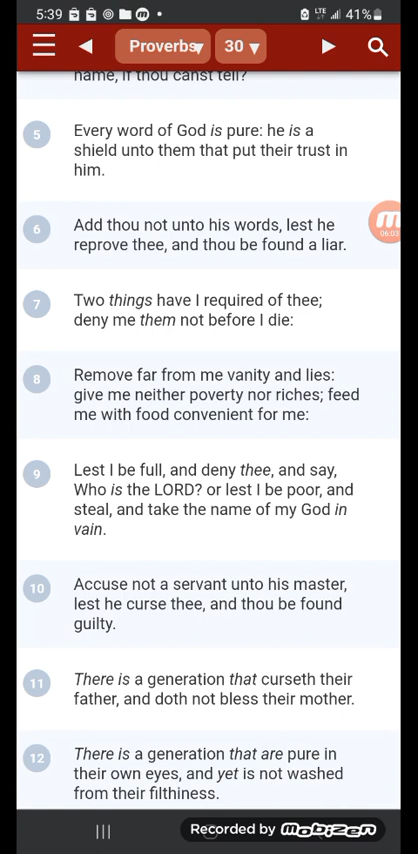 5:39
LTE
41%
Proverbs
30
name, if thou canst tell?
5
Every word of God is pure: he is a
shield unto them that put their trust in
him.
6
Add thou not unto his words, lest he
reprove thee, and thou be found a liar.
06:03
7
Two things have I required of thee;
deny me them not before I die:
8
Remove far from me vanity and lies:
give me neither poverty nor riches; feed
me with food convenient for me:
9
Lest I be full, and deny thee, and say,
Who is the LORD? or lest I be poor, and
steal, and take the name of my God in
vain.
10
Accuse not a servant unto his master,
lest he curse thee, and thou be found
guilty.
11
There is a generation that curseth their
father, and doth not bless their mother.
12
There is a generation that are pure in
their own eyes, and yet is not washed
from their filthiness.
Recorded by mobizen